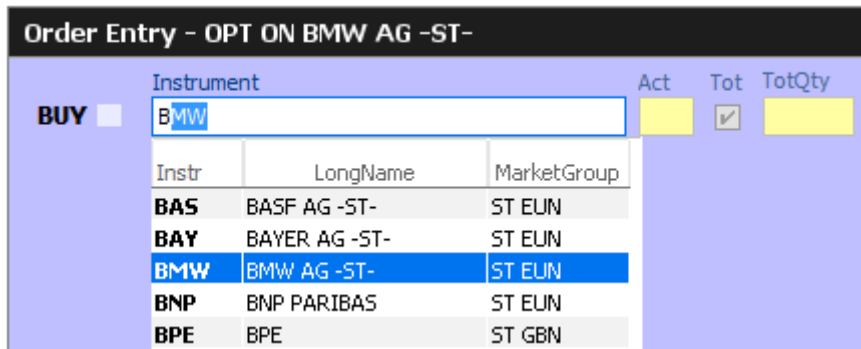 Order Entry - OPT ON BMW AG -ST-
Instrument Act Tot TotQty
BUY BMW
Instr LongName MarketGroup
BAS BASF AG -ST- ST EUN
BAY BAYER AG -ST- ST EUN
BMW BMW AG -ST- ST EUN
BNP BNP PARIBAS ST EUN
BPE BPE ST GBN